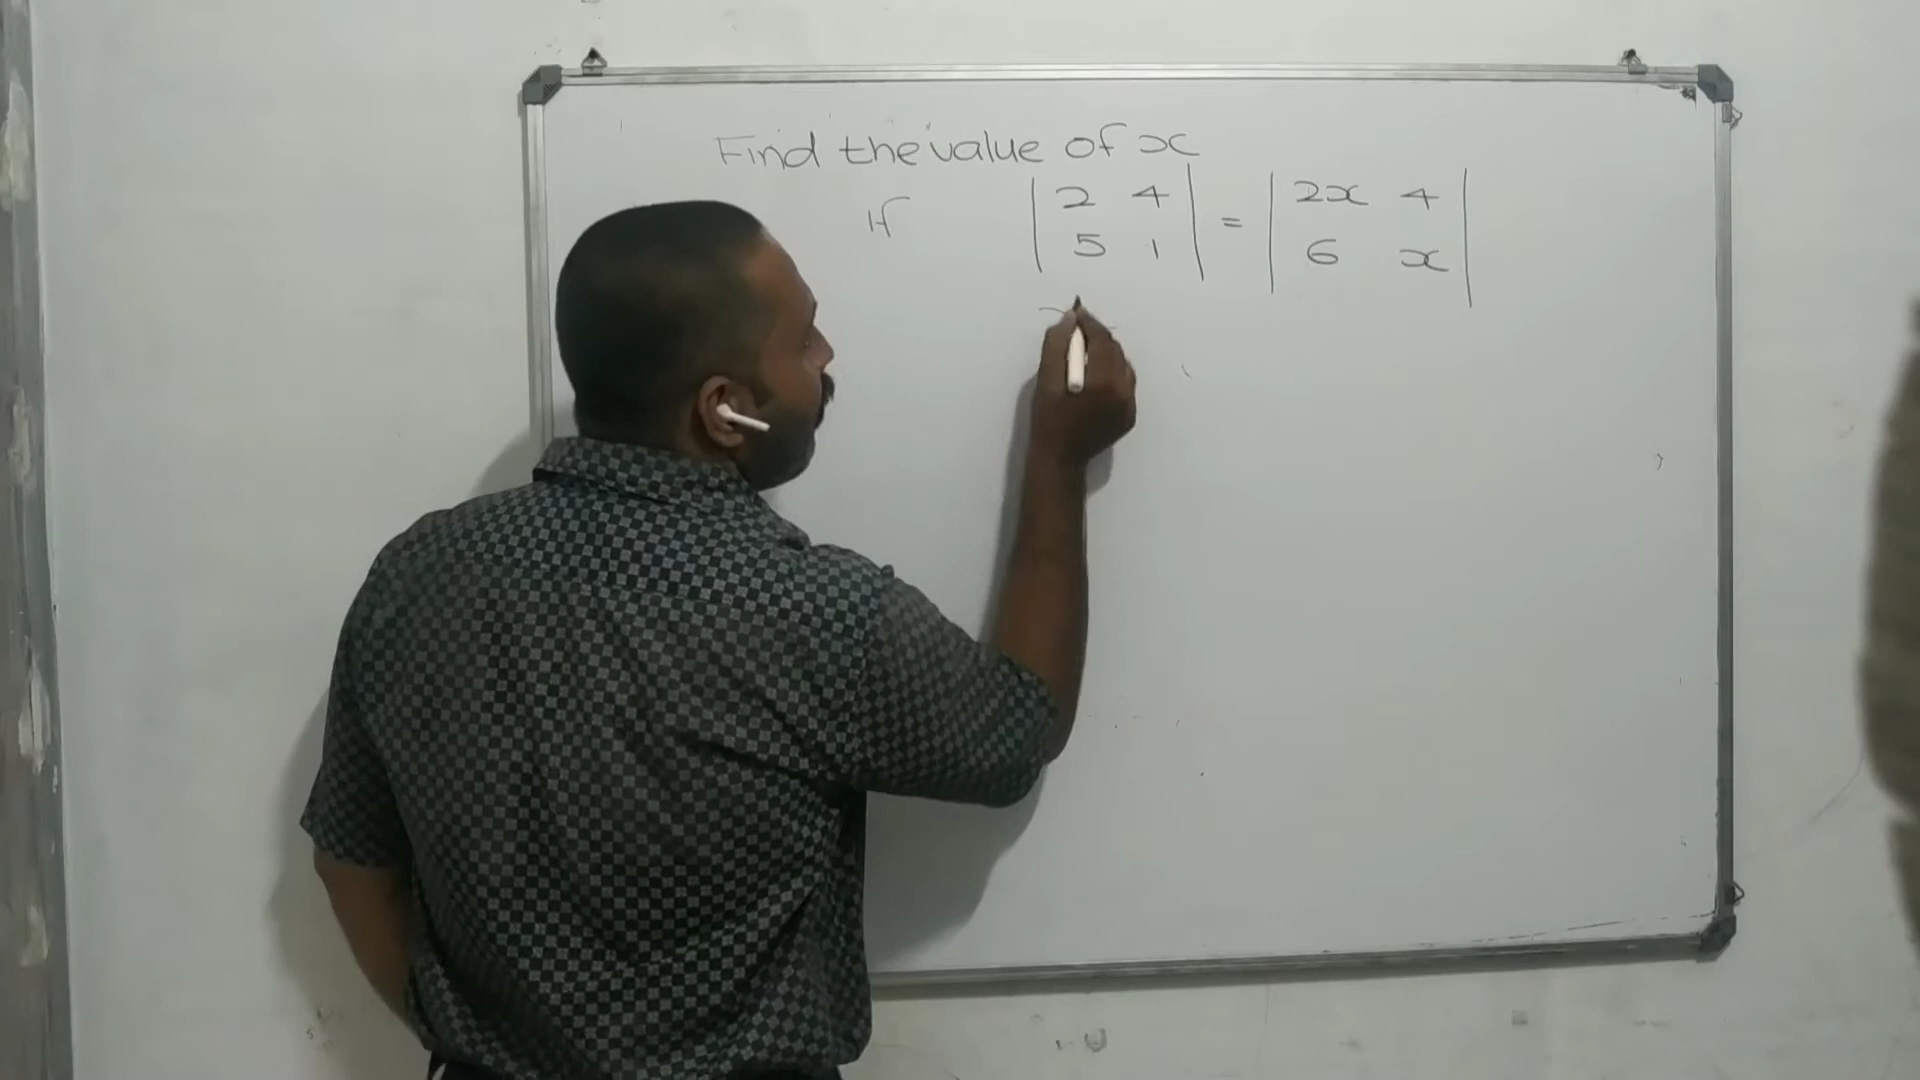 Find the value of x
If | 2 4 | = | 2x 4 |
| 5 1 | | 6 x |